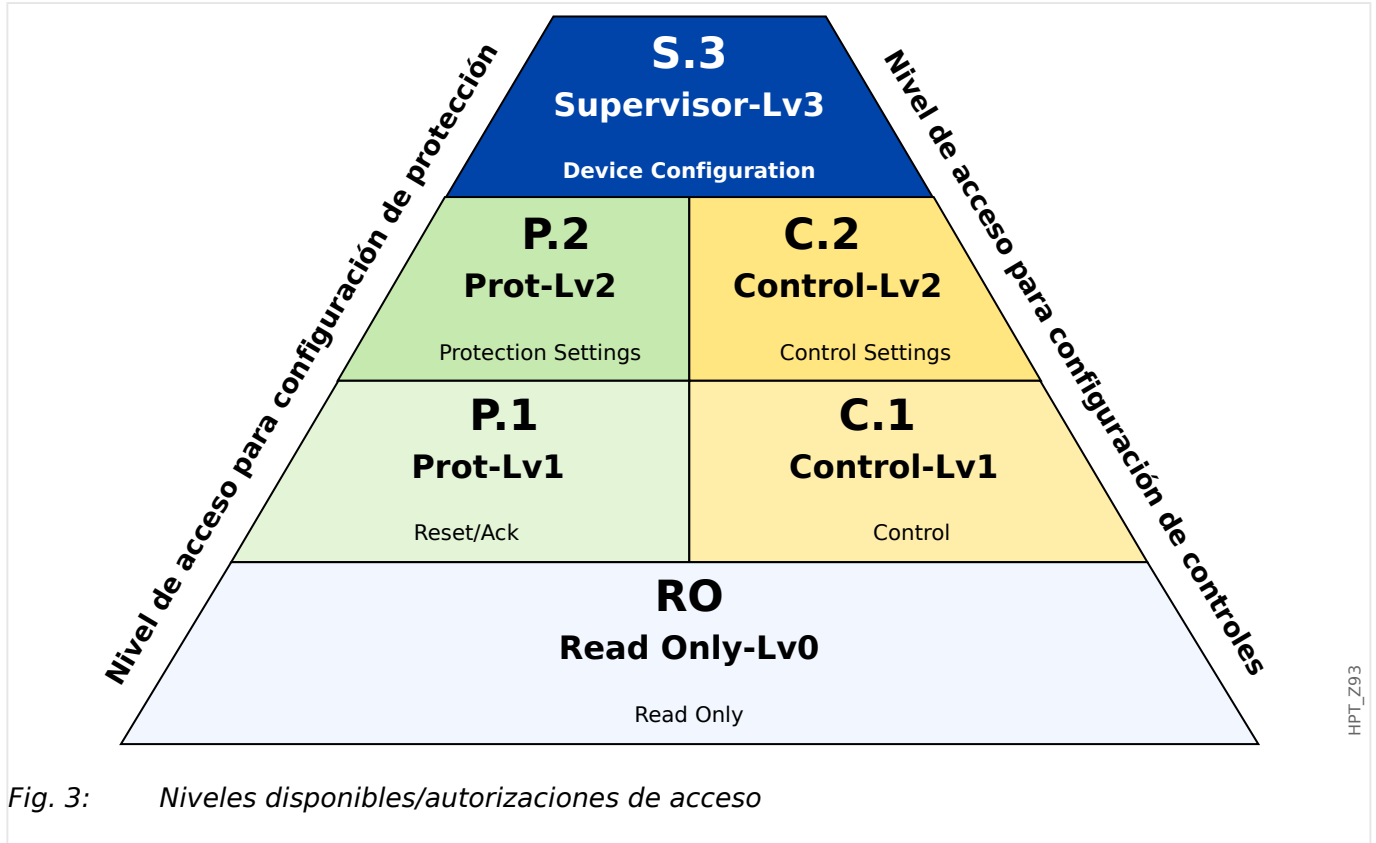 Nivel de acceso para configuración de protección
Nivel de acceso para configuración de controles
S.3
Supervisor-Lv3
Device Configuration
P.2
Prot-Lv2
Protection Settings
C.2
Control-Lv2
Control Settings
P.1
Prot-Lv1
Reset/Ack
C.1
Control-Lv1
Control
RO
Read Only-Lv0
Read Only
HPT_Z93
Fig. 3: Niveles disponibles/autorizaciones de acceso